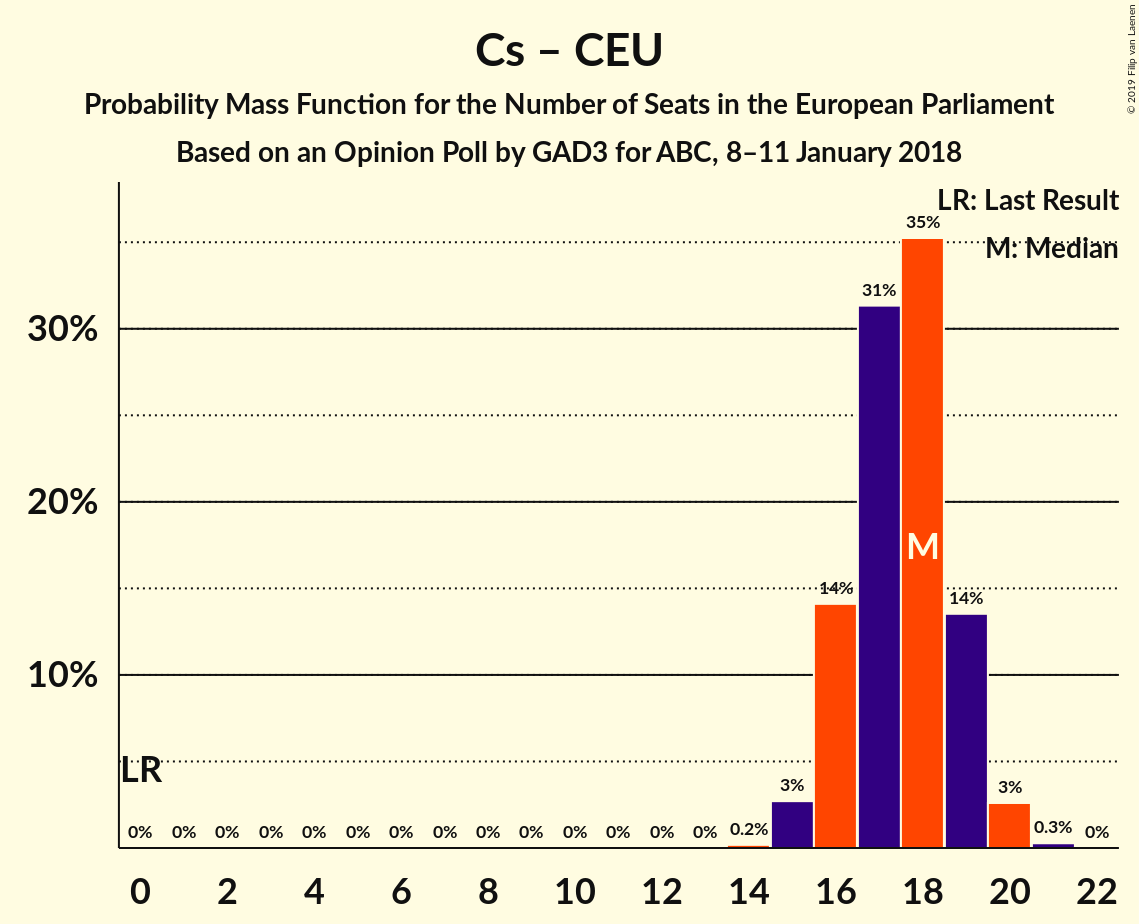 Cs – CEU
Probability Mass Function for the Number of Seats in the European Parliament
Based on an Opinion Poll by GAD3 for ABC, 8–11 January 2018
© 2019 Filip van Laenen
LR: Last Result
M: Median
35%
31%
30%
20%
M
14%
14%
10%
LR
3%
3%
0% 0% 0% 0% 0% 0% 0% 0% 0% 0% 0% 0% 0% 0% 0.2% 0.3% 0%
0 2 4 6 8 10 12 14 16 18 20 22